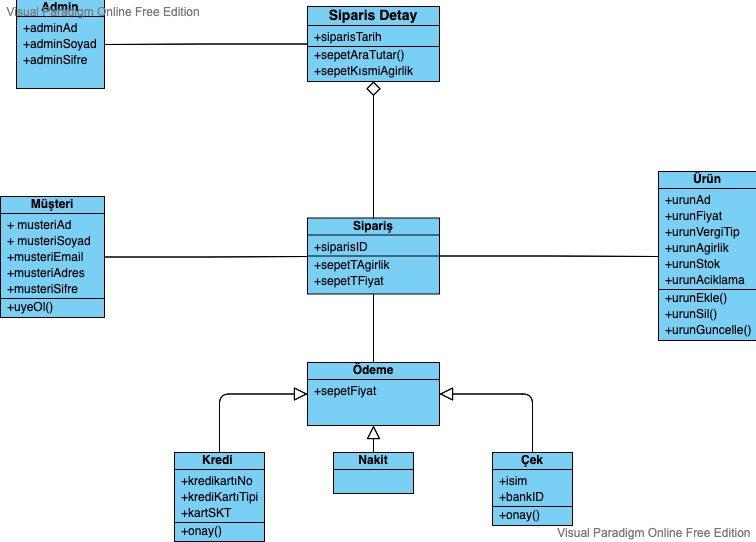 Visual Paradigm Online Free Edition
Admin
+adminAd
+adminSoyad
+adminSifre
Siparis Detay
+siparisTarih
+sepetAraTutar()
+sepetKısmiAgirlik
Müşteri
+ musteriAd
+ musteriSoyad
+musteriEmail
+musteriAdres
+musteriSifre
+uyeOl()
Sipariş
+siparisID
+sepetTAgirlik
+sepetTFiyat
Ürün
+urunAd
+urunFiyat
+urunVergiTip
+urunAgirlik
+urunStok
+urunAciklama
+urunEkle()
+urunSil()
+urunGuncelle()
Ödeme
+sepetFiyat
Kredi
+kredikartıNo
+krediKartıTipi
+kartSKT
+onay()
Nakit
Çek
+isim
+bankID
+onay()
Visual Paradigm Online Free Edition